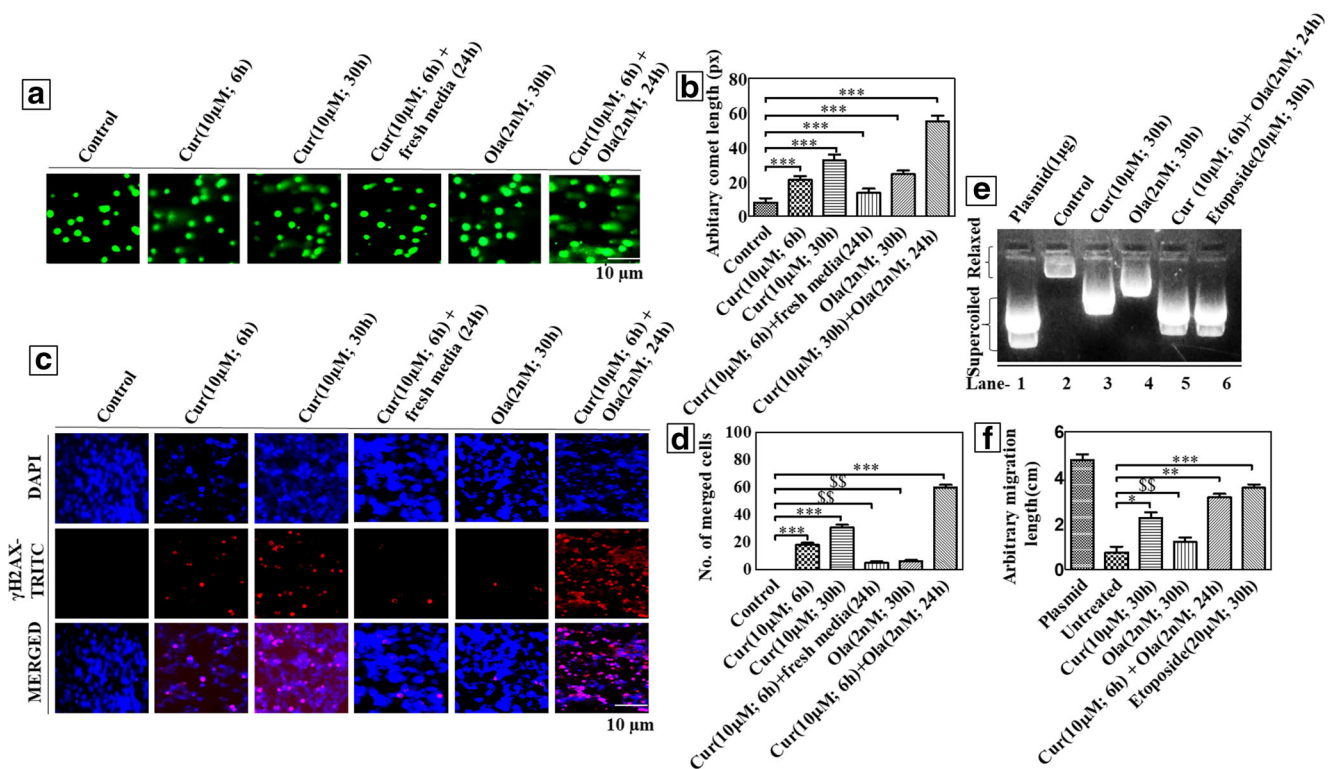 a
Control
Cur(10µM; 6h)
Cur(10µM; 30h)
Cur(10µM; 6h) +
fresh media (24h)
Ola(2nM; 30h)
Cur(10µM; 6h) +
Ola(2nM; 24h)
10 µm
b
Arbitary comet length (px)
80
60
40
20
0
***
***
***
***
***
Control
Cur(10µM; 6h)
Cur(10µM; 30h)
Cur(10µM; 6h)+fresh media(24h)
Ola(2nM; 30h)
Cur(10µM; 30h)+Ola(2nM; 24h)
c
Control
Cur(10µM; 6h)
Cur(10µM; 30h)
Cur(10µM; 6h) +
fresh media (24h)
Ola(2nM; 30h)
Cur(10µM; 6h) +
Ola(2nM; 24h)
DAPI
γH2AX-
TRITC
MERGED
10 µm
d
No. of merged cells
100
80
60
40
20
0
***
$$
$$
***
***
Control
Cur(10µM; 6h)
Cur(10µM; 30h)
Cur(10µM; 6h)+fresh media(24h)
Ola(2nM; 30h)
Cur(10µM; 6h)+Ola(2nM; 24h)
e
Plasmid(1µg)
Control
Cur(10µM; 30h)
Ola(2nM; 30h)
Cur (10µM; 6h)+ Ola(2nM; 24h)
Etoposide(20µM; 30h)
Relaxed
Supercoiled
Lane- 1 2 3 4 5 6
f
Arbitrary migration
length(cm)
6
4
2
0
***
**
$$
*
Plasmid
Untreated
Cur(10µM; 30h)
Ola(2nM; 30h)
Cur(10µM; 6h) + Ola(2nM; 24h)
Etoposide(20µM; 30h)